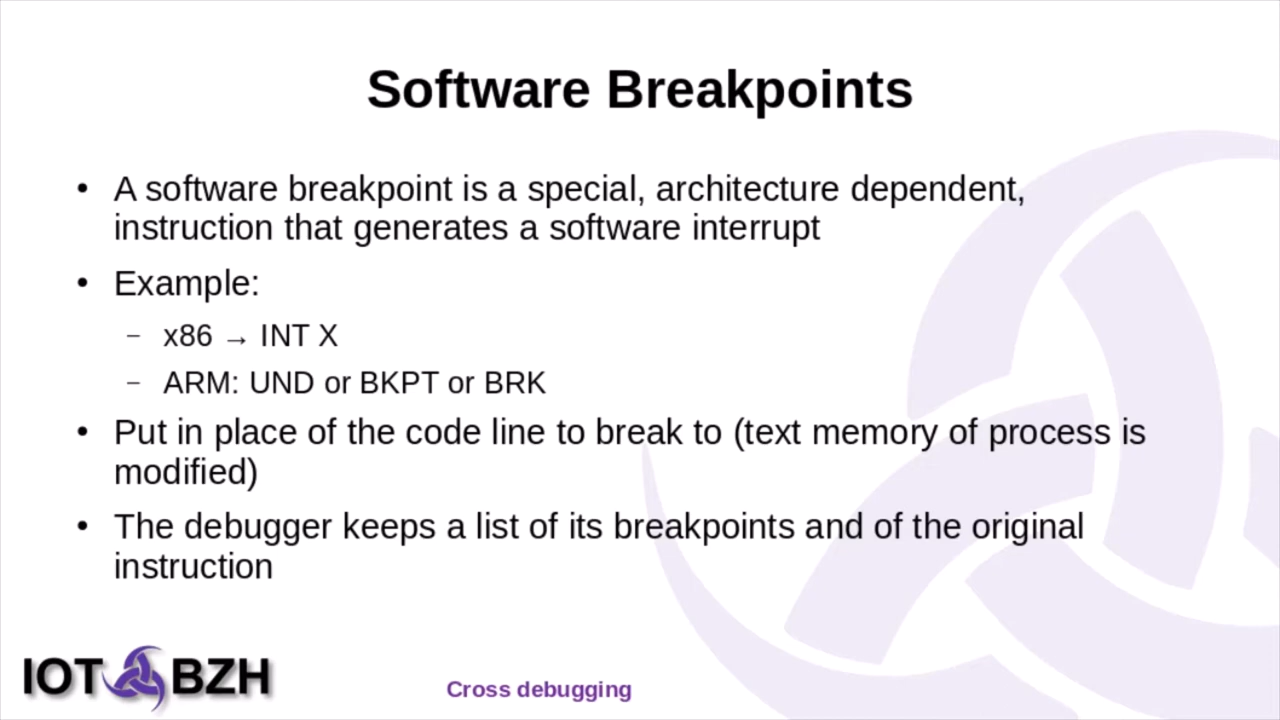 Software Breakpoints
• A software breakpoint is a special, architecture dependent,
instruction that generates a software interrupt
• Example:
– x86 → INT X
– ARM: UND or BKPT or BRK
• Put in place of the code line to break to (text memory of process is
modified)
• The debugger keeps a list of its breakpoints and of the original
instruction
IOT BZH
Cross debugging